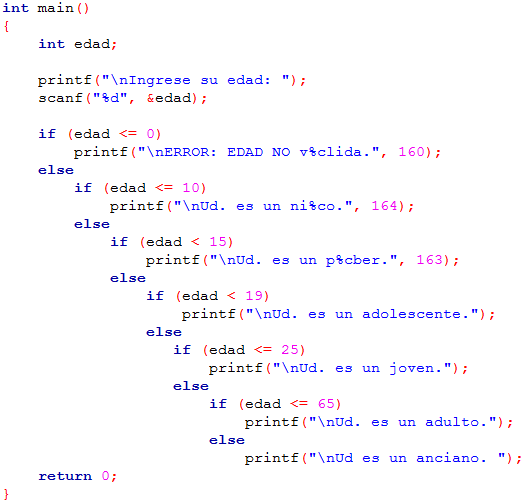 int main()
{
    int edad;

    printf("\nIngrese su edad: ");
    scanf("%d", &edad);

    if (edad <= 0)
        printf("\nERROR: EDAD NO v%clida.", 160);
    else
        if (edad <= 10)
            printf("\nUd. es un ni%co.", 164);
        else
            if (edad < 15)
                printf("\nUd. es un p%cber.", 163);
            else
                if (edad < 19)
                    printf("\nUd. es un adolescente.");
                else
                   if (edad <= 25)
                       printf("\nUd. es un joven.");
                   else
                       if (edad <= 65)
                           printf("\nUd. es un adulto.");
                       else
                           printf("\nUd es un anciano. ");
    return 0;
}